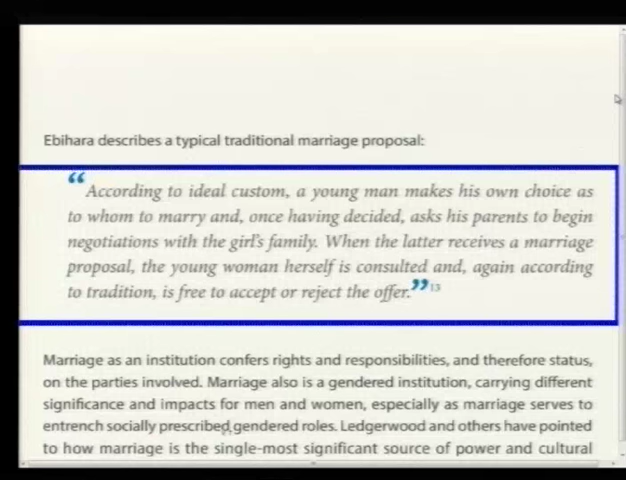 Ebihara describes a typical traditional marriage proposal:
“According to ideal custom, a young man makes his own choice as
to whom to marry and, once having decided, asks his parents to begin
negotiations with the girl's family. When the latter receives a marriage
proposal, the young woman herself is consulted and, again according
to tradition, is free to accept or reject the offer.”13
Marriage as an institution confers rights and responsibilities, and therefore status,
on the parties involved. Marriage also is a gendered institution, carrying different
significance and impacts for men and women, especially as marriage serves to
entrench socially prescribed gendered roles. Ledgerwood and others have pointed
to how marriage is the single-most significant source of power and cultural